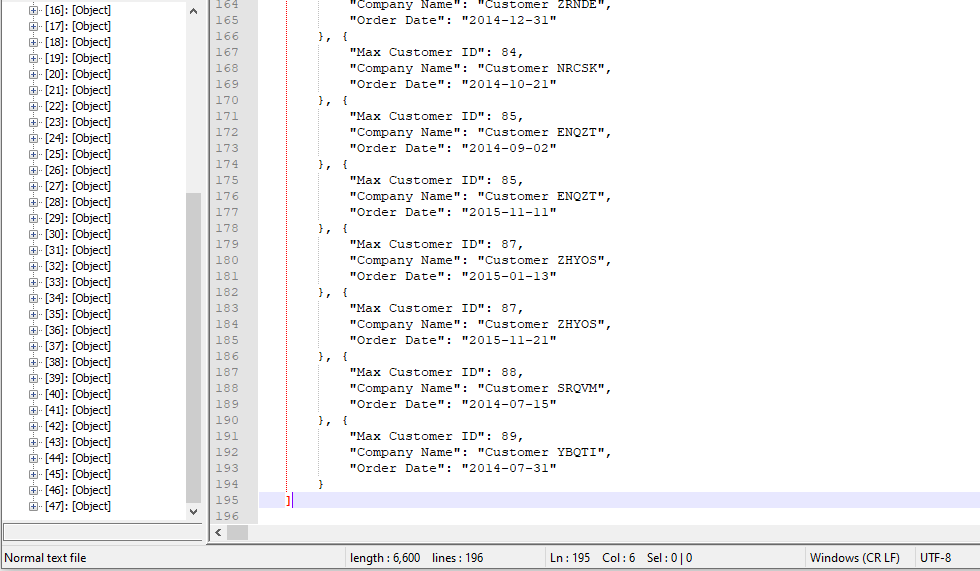 [16]: [Object]
[17]: [Object]
[18]: [Object]
[19]: [Object]
[20]: [Object]
[21]: [Object]
[22]: [Object]
[23]: [Object]
[24]: [Object]
[25]: [Object]
[26]: [Object]
[27]: [Object]
[28]: [Object]
[29]: [Object]
[30]: [Object]
[31]: [Object]
[32]: [Object]
[33]: [Object]
[34]: [Object]
[35]: [Object]
[36]: [Object]
[37]: [Object]
[38]: [Object]
[39]: [Object]
[40]: [Object]
[41]: [Object]
[42]: [Object]
[43]: [Object]
[44]: [Object]
[45]: [Object]
[46]: [Object]
[47]: [Object]
164 "Company Name": "Customer ZRNDE",
165 "Order Date": "2014-12-31"
166 }, {
167 "Max Customer ID": 84,
168 "Company Name": "Customer NRCSK",
169 "Order Date": "2014-10-21"
170 }, {
171 "Max Customer ID": 85,
172 "Company Name": "Customer ENQZT",
173 "Order Date": "2014-09-02"
174 }, {
175 "Max Customer ID": 85,
176 "Company Name": "Customer ENQZT",
177 "Order Date": "2015-11-11"
178 }, {
179 "Max Customer ID": 87,
180 "Company Name": "Customer ZHYOS",
181 "Order Date": "2015-01-13"
182 }, {
183 "Max Customer ID": 87,
184 "Company Name": "Customer ZHYOS",
185 "Order Date": "2015-11-21"
186 }, {
187 "Max Customer ID": 88,
188 "Company Name": "Customer SRQVM",
189 "Order Date": "2014-07-15"
190 }, {
191 "Max Customer ID": 89,
192 "Company Name": "Customer YBQTI",
193 "Order Date": "2014-07-31"
194 }
195 ]
196
Normal text file length : 6,600 lines : 196 Ln : 195 Col : 6 Sel : 0 | 0 Windows (CR LF) UTF-8